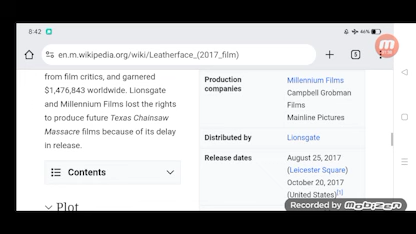 8:42
46%
en.m.wikipedia.org/wiki/Leatherface_(2017_film)
5
from film critics, and garnered
$1,476,843 worldwide. Lionsgate
and Millennium Films lost the rights
to produce future Texas Chainsaw
Massacre films because of its delay
in release.
Contents
Plot
Production companies
Millennium Films
Campbell Grobman
Films
Mainline Pictures
Distributed by
Lionsgate
Release dates
August 25, 2017
(Leicester Square)
October 20, 2017
(United States)[1]
Recorded by Mobizen